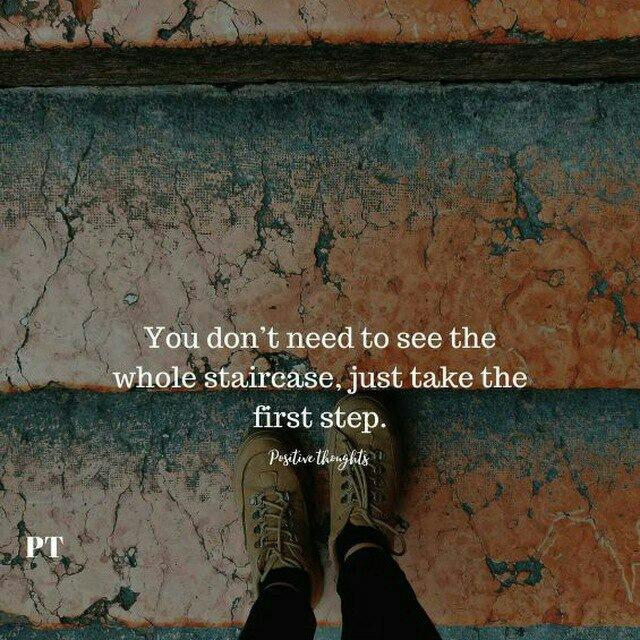 You don’t need to see the
whole staircase, just take the
first step.
Positive thoughts
PT